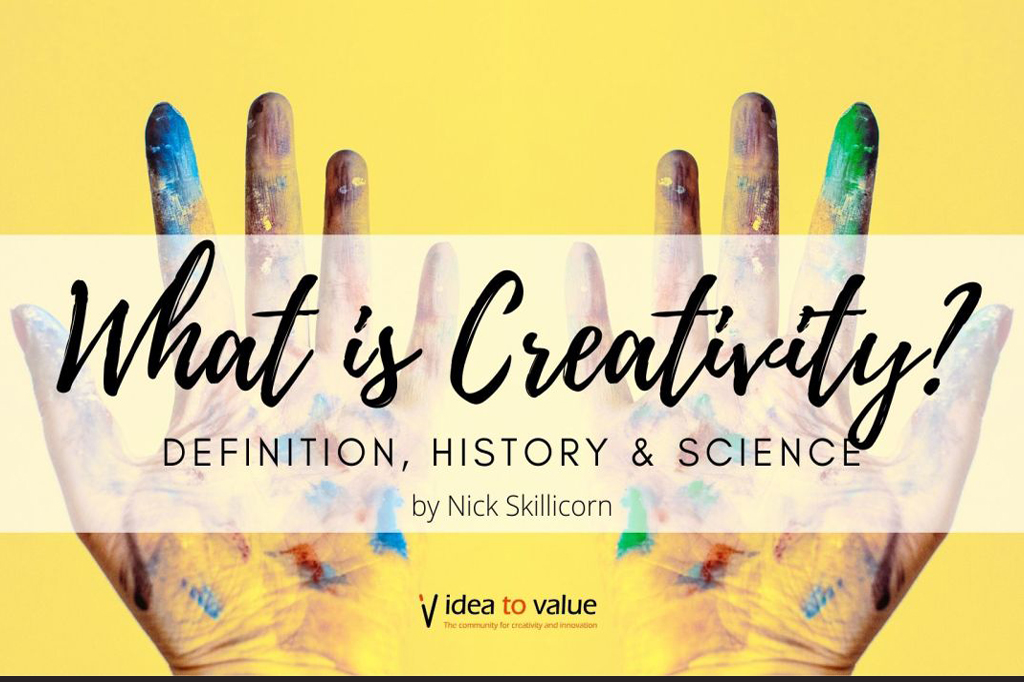 What is Creativity?
DEFINITION, HISTORY & SCIENCE
by Nick Skillicorn
idea to value
The community for creativity and innovation